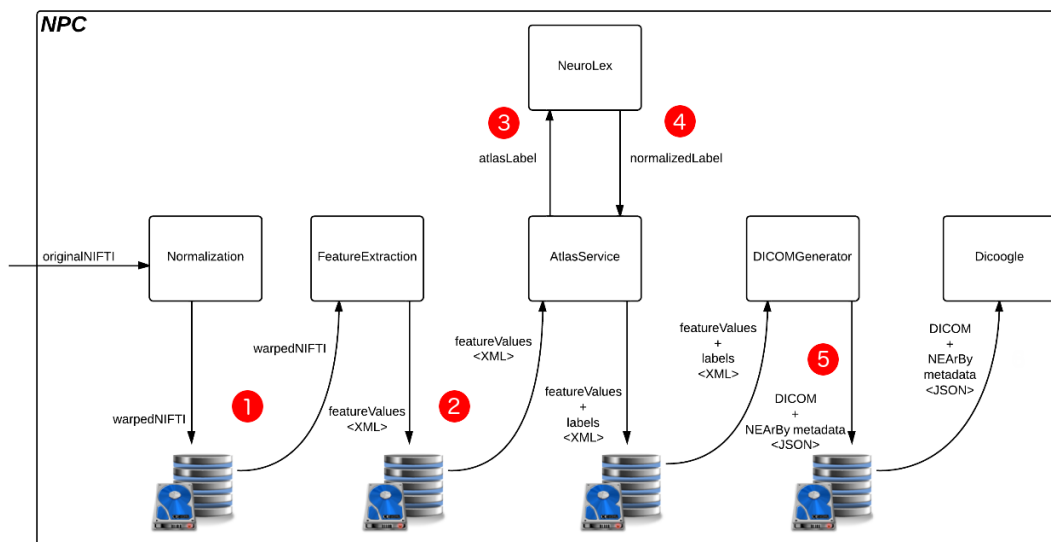 NPC
NeuroLex
3
4
atlasLabel
normalizedLabel
originalNIFTI
Normalization
FeatureExtraction
AtlasService
DICOMGenerator
Dicoogle
warpedNIFTI
featureValues
<XML>
featureValues
+
labels
<XML>
DICOM
+
NEArBy
metadata
<JSON>
1
2
5
warpedNIFTI
featureValues
<XML>
featureValues
+
labels
<XML>
DICOM
+
NEArBy metadata
<JSON>